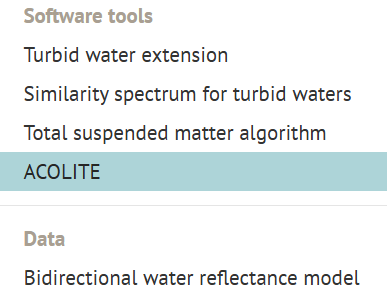 Software tools
Turbid water extension
Similarity spectrum for turbid waters
Total suspended matter algorithm
ACOLITE
Data
Bidirectional water reflectance model